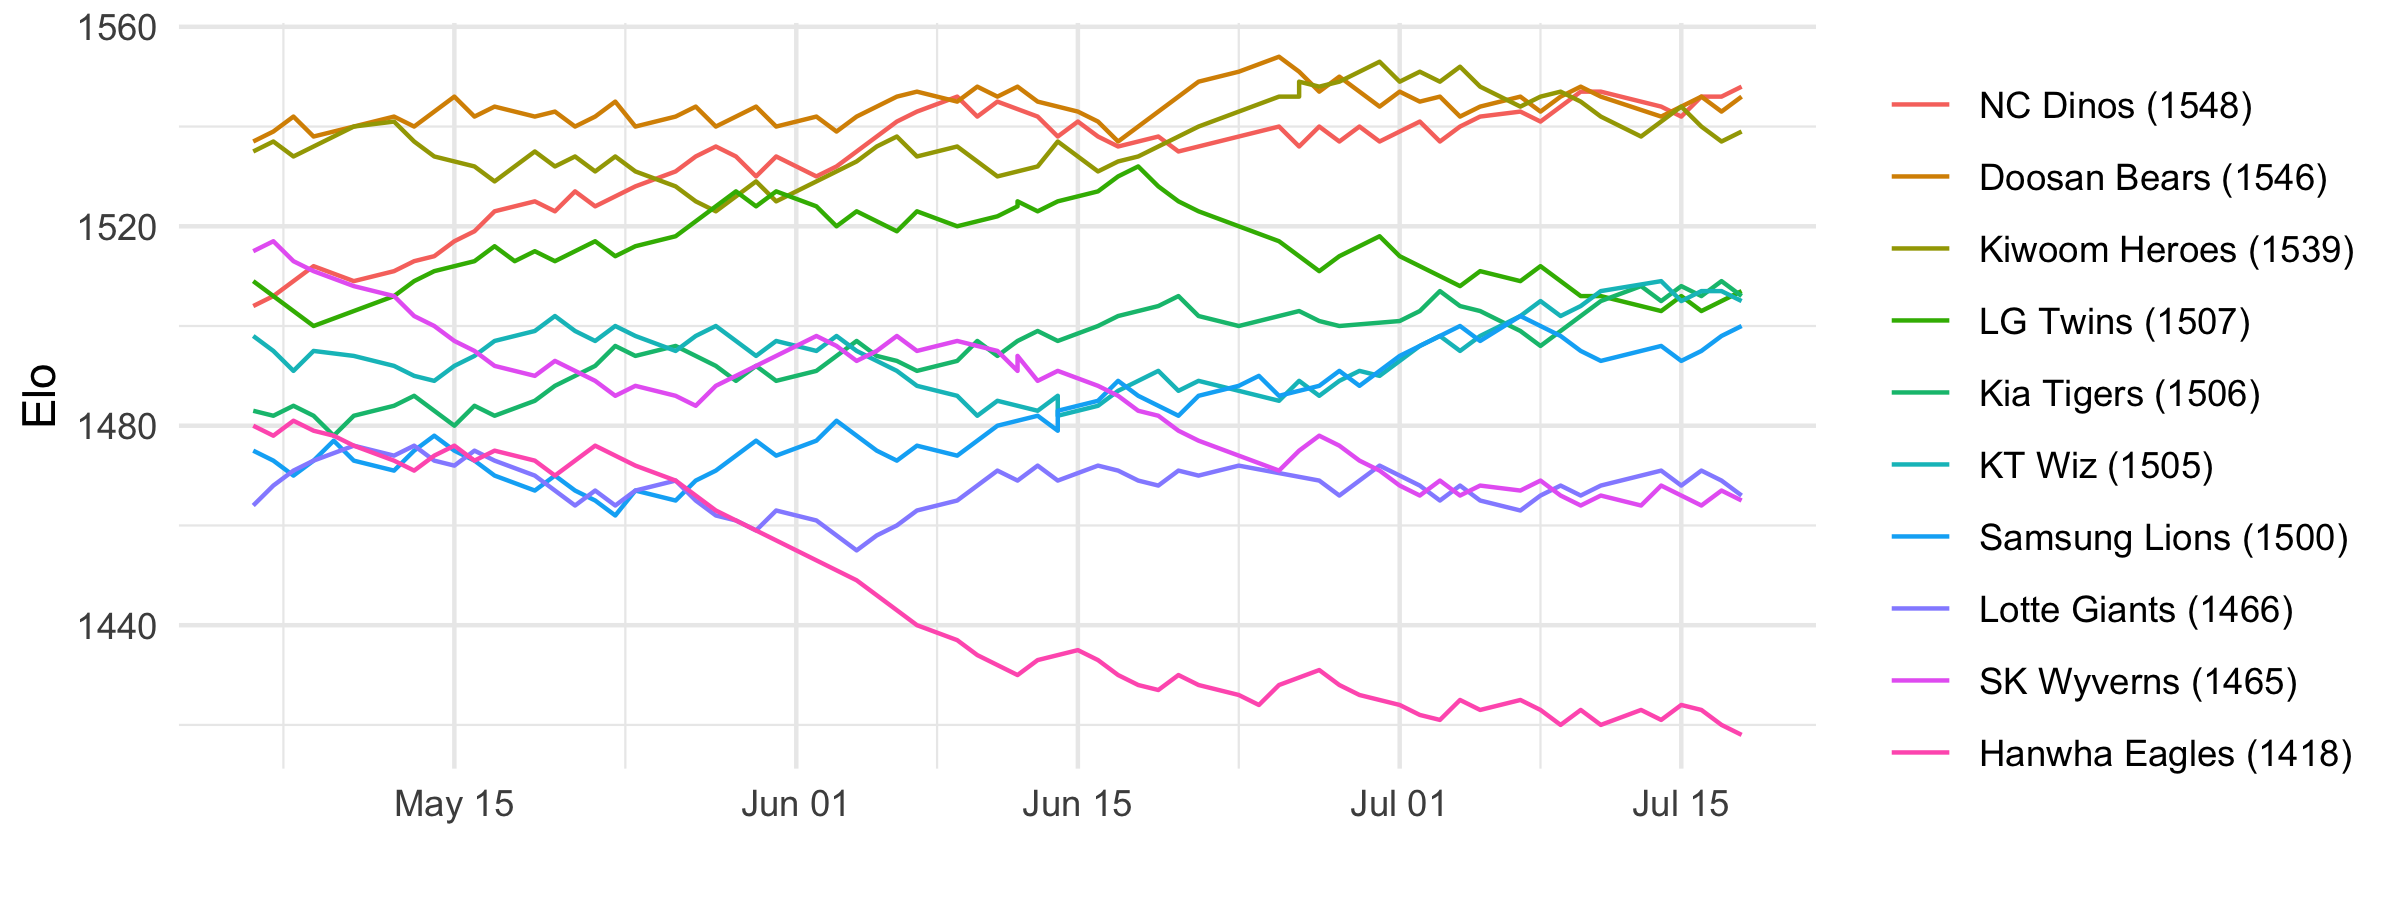 1560
1520
1480
1440
Elo
May 15
Jun 01
Jun 15
Jul 01
Jul 15
NC Dinos (1548)
Doosan Bears (1546)
Kiwoom Heroes (1539)
LG Twins (1507)
Kia Tigers (1506)
KT Wiz (1505)
Samsung Lions (1500)
Lotte Giants (1466)
SK Wyverns (1465)
Hanwha Eagles (1418)